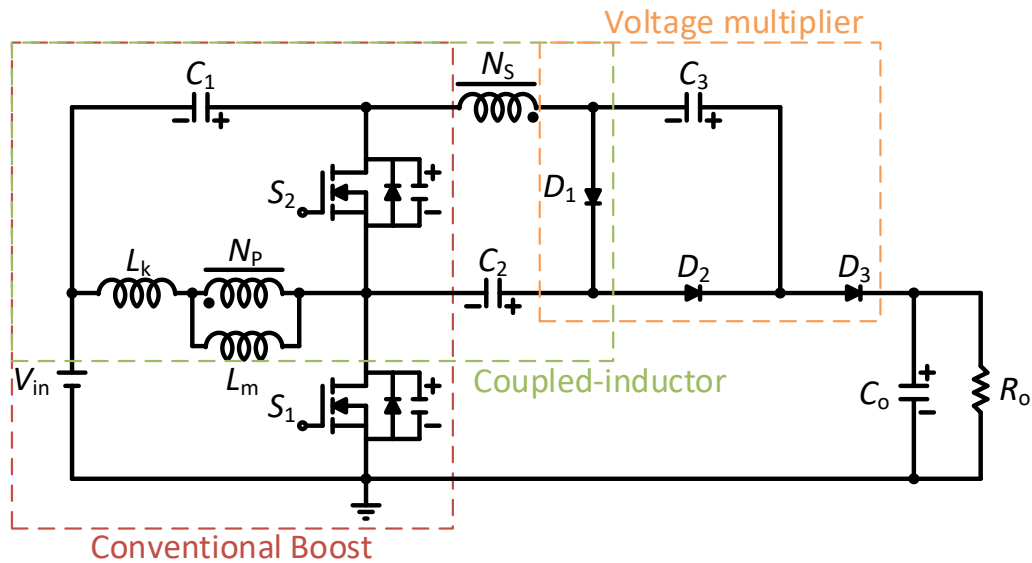 Voltage multiplier
C1
NS
C3
S2
D1
Lk
NP
C2
D2
D3
Vin
Lm
Coupled-inductor
S1
Co
Ro
Conventional Boost